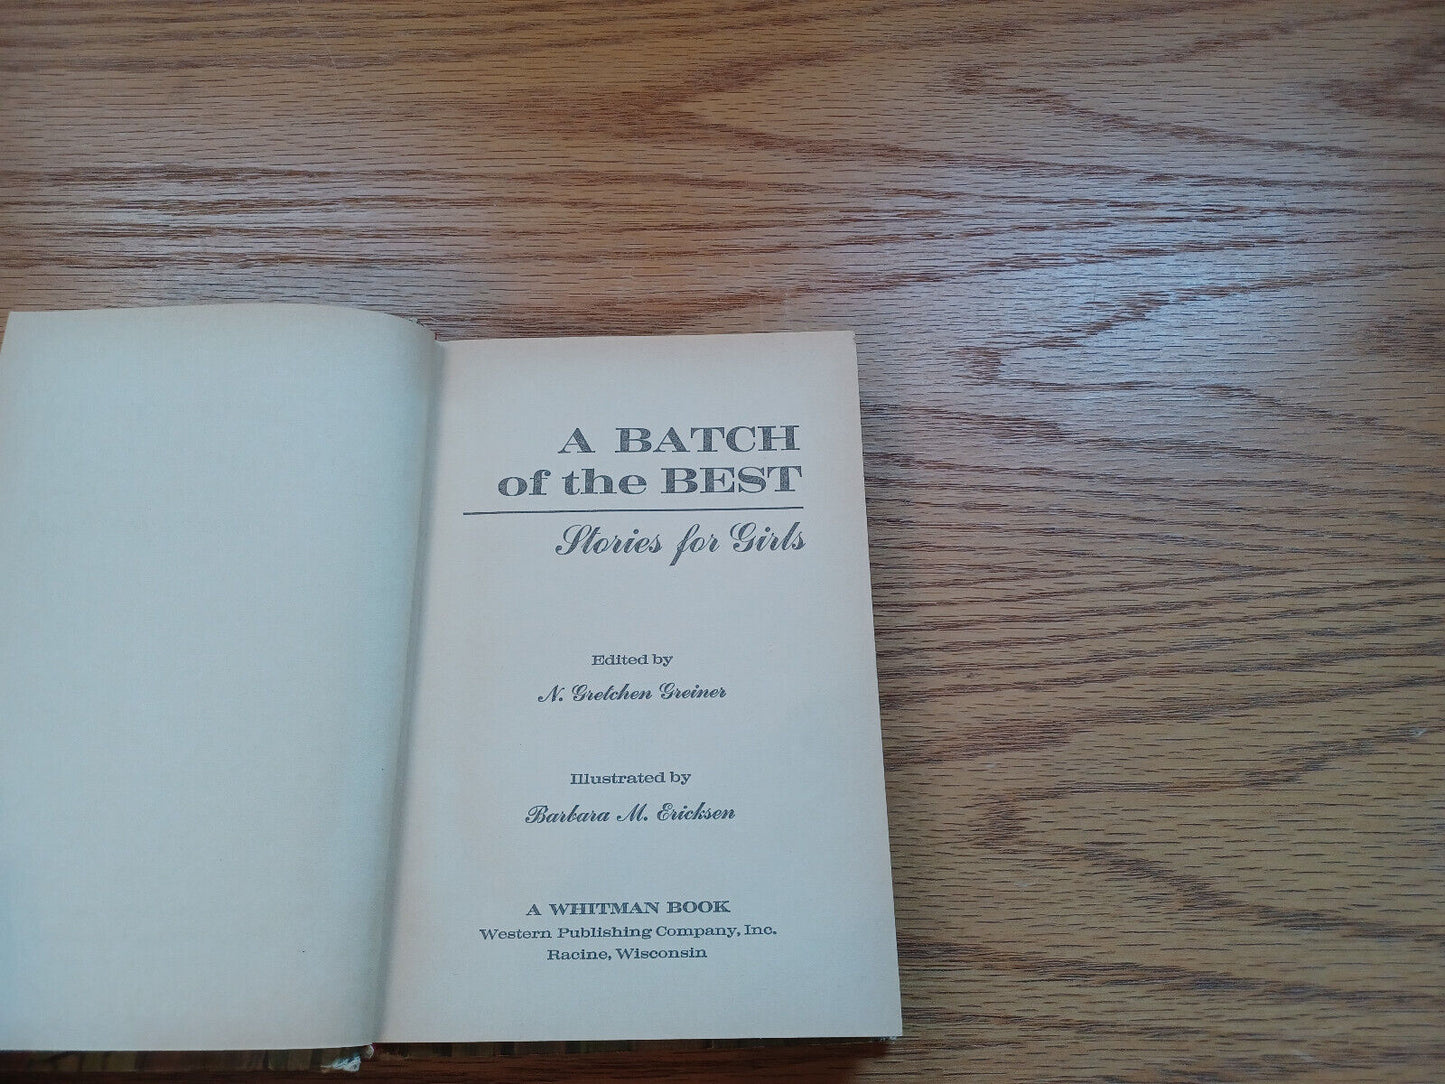 A BATCH
of the BEST
Stories for Girls
Edited by
N. Gretchen Greiner
Illustrated by
Barbara M. Ericksen
A WHITMAN BOOK
Western Publishing Company, Inc.
Racine, Wisconsin